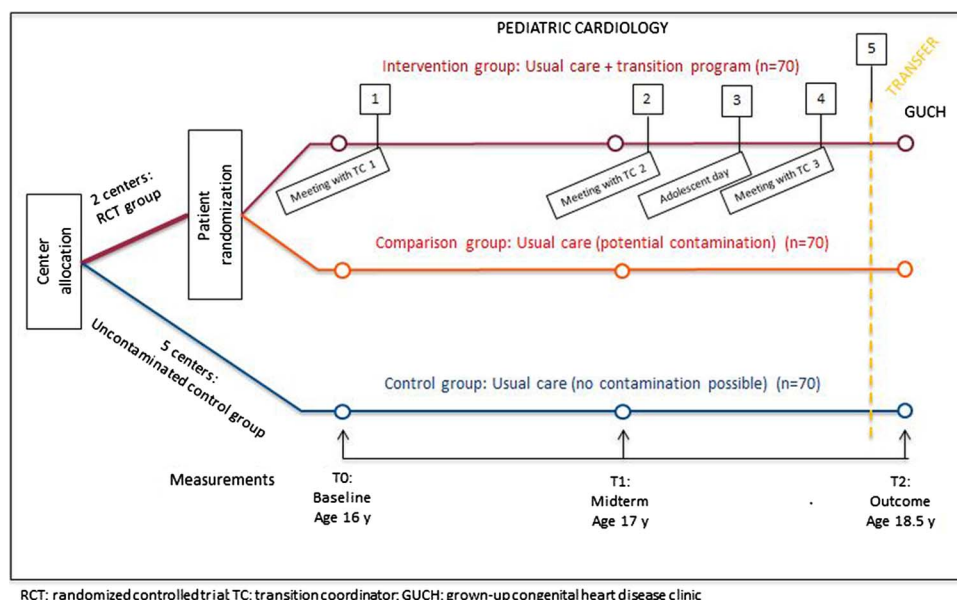 PEDIATRIC CARDIOLOGY
Intervention group: Usual care + transition program (n=70)
5
TRANSFER
GUCH
1
2
3
4
Meeting with TC 1
Meeting with TC 2
Adolescent day
Meeting with TC 3
2 centers:
RCT group
Patient
randomization
Center
allocation
Comparison group: Usual care (potential contamination) (n=70)
5 centers:
Uncontaminated control group
Control group: Usual care (no contamination possible) (n=70)
Measurements
T0:
Baseline
Age 16 y
T1:
Midterm
Age 17 y
T2:
Outcome
Age 18.5 y
RCT: randomized controlled trial; TC: transition coordinator; GUCH: grown-up congenital heart disease clinic